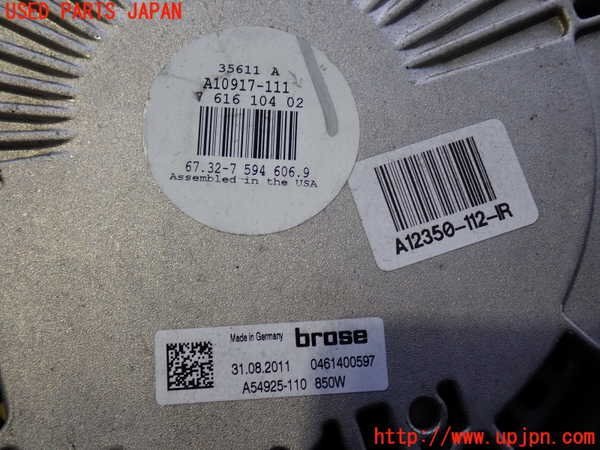 USED PARTS JAPAN
35611 A
A10917-111
7 616 104 02
67.32-7 594 606.9
Assembled in the USA
A12350-112-IR
Made in Germany brose
31.08.2011 0461400597
A54925-110 850W
http://www.upjpn.com/